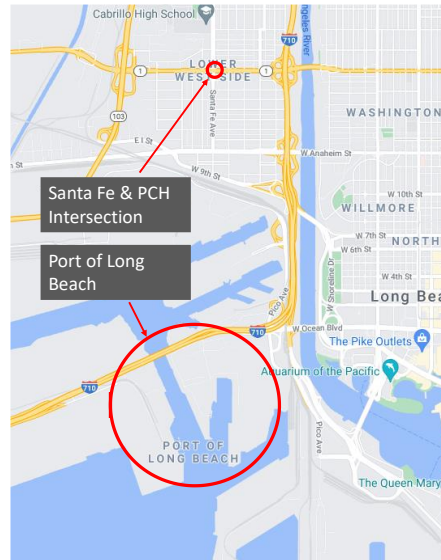 Cabrillo High School
710
LOWER
WEST SIDE
1
1
Santa Fe Ave
103
WASHINGTON
E I St
W Anaheim St
W 9th St
W 10th St
Santa Fe & PCH
Intersection
WILLMORE
W 7th St
W 6th St
NORTH
W Shoreline Dr
Port of Long
Beach
W 4th St
Pico Ave
Long Bea
710
W Ocean Blvd
The Pike Outlets
Aquarium of the Pacific
710
Pico Ave
PORT OF
LONG BEACH
The Queen Mary